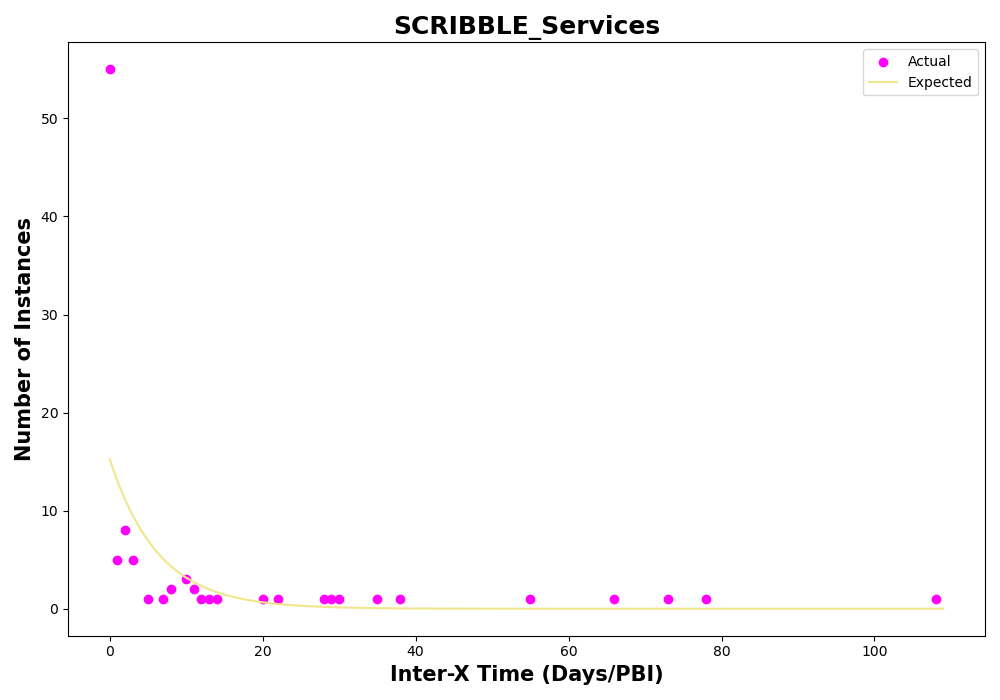 SCRIBBLE_Services
Actual
Expected
Number of Instances
50
40
30
20
10
0
0 20 40 60 80 100
Inter-X Time (Days/PBI)